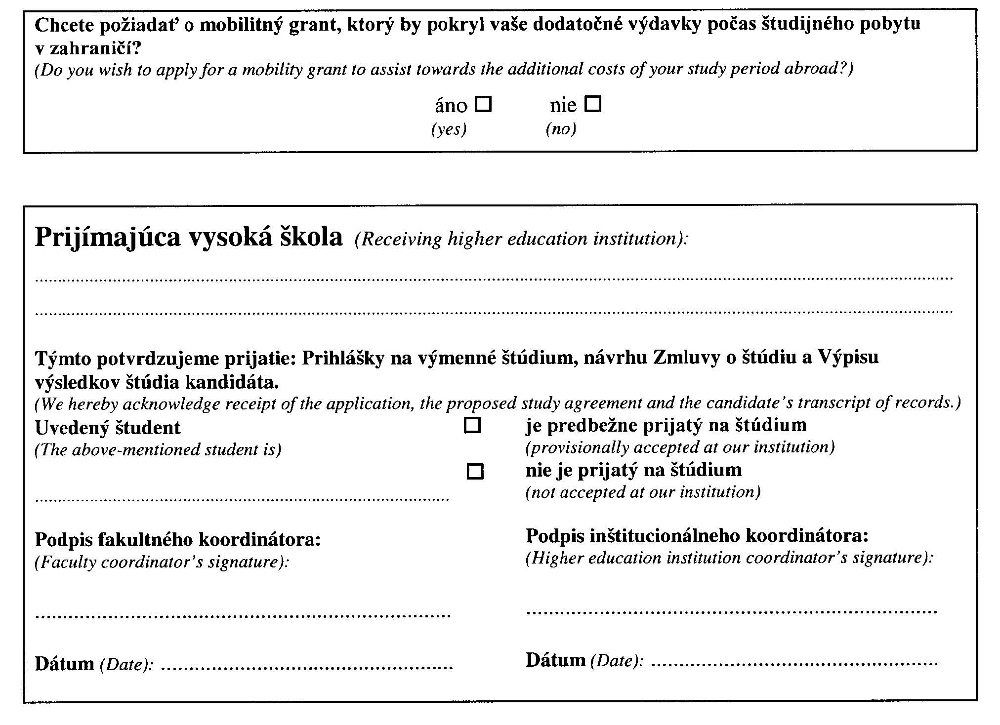 Chcete požiadať o mobilitný grant, ktorý by pokryl vaše dodatočné výdavky počas študijného pobytu
v zahraničí?
(Do you wish to apply for a mobility grant to assist towards the additional costs of your study period abroad?)
áno ☐ nie ☐
(yes) (no)
Prijímajúca vysoká škola (Receiving higher education institution):
................................................................................
................................................................................
Týmto potvrdzujeme prijatie: Prihlášky na výmenné štúdium, návrhu Zmluvy o štúdiu a Výpisu
výsledkov štúdia kandidáta.
(We hereby acknowledge receipt of the application, the proposed study agreement and the candidate's transcript of records.)
Uvedený študent ☐ je predbežne prijatý na štúdium
(The above-mentioned student is) (provisionally accepted at our institution)
☐ nie je prijatý na štúdium
................................................ (not accepted at our institution)
Podpis fakultného koordinátora: Podpis inštitucionálneho koordinátora:
(Faculty coordinator's signature): (Higher education institution coordinator's signature):
................................................ ................................................
Dátum (Date): ................................ Dátum (Date): ................................